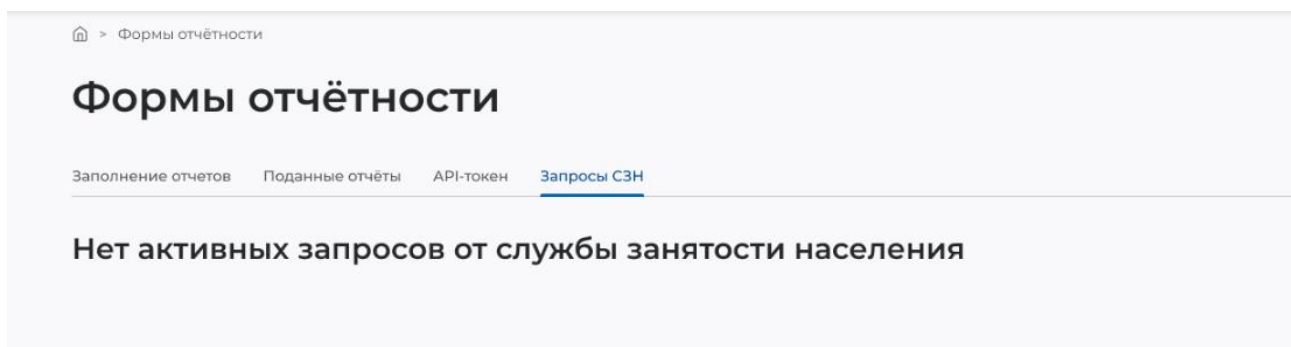 > Формы отчётности
Формы отчётности
Заполнение отчетов Поданные отчёты API-токен Запросы СЗН
Нет активных запросов от службы занятости населения